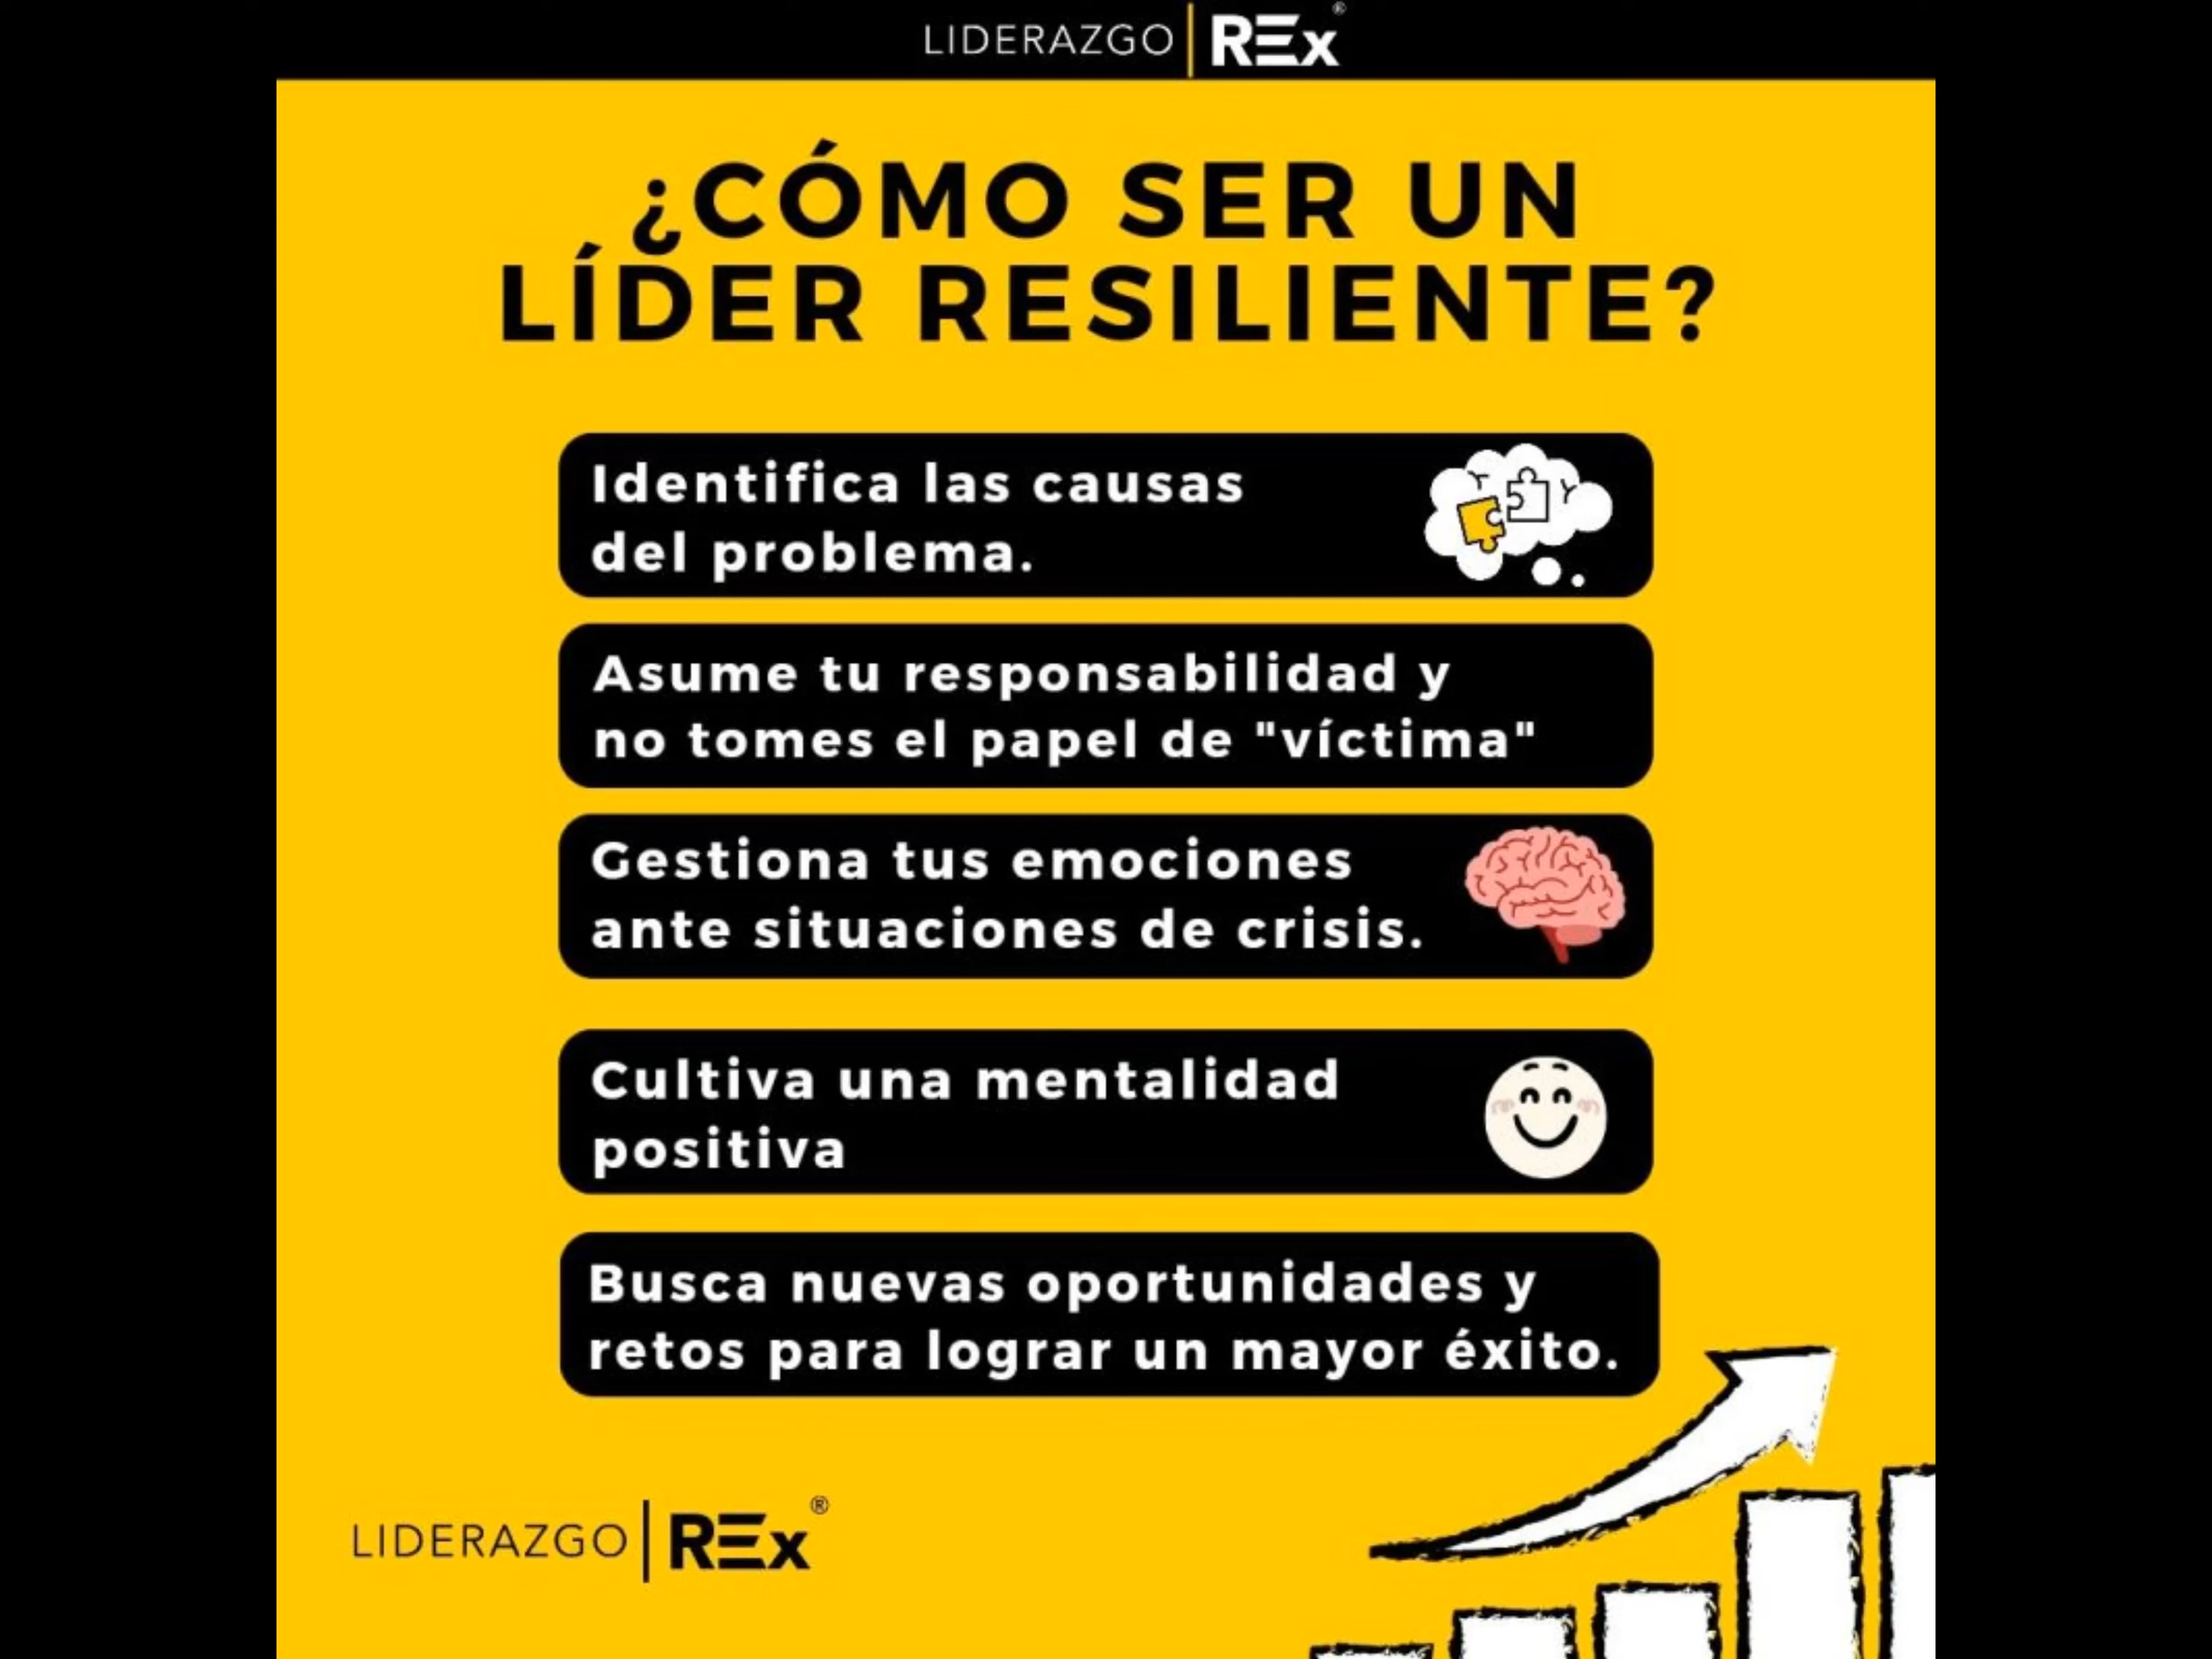 LIDERAZGO | REx®
¿CÓMO SER UN
LÍDER RESILIENTE?
Identifica las causas
del problema.
Asume tu responsabilidad y
no tomes el papel de "víctima"
Gestiona tus emociones
ante situaciones de crisis.
Cultiva una mentalidad
positiva
Busca nuevas oportunidades y
retos para lograr un mayor éxito.
LIDERAZGO | REx®